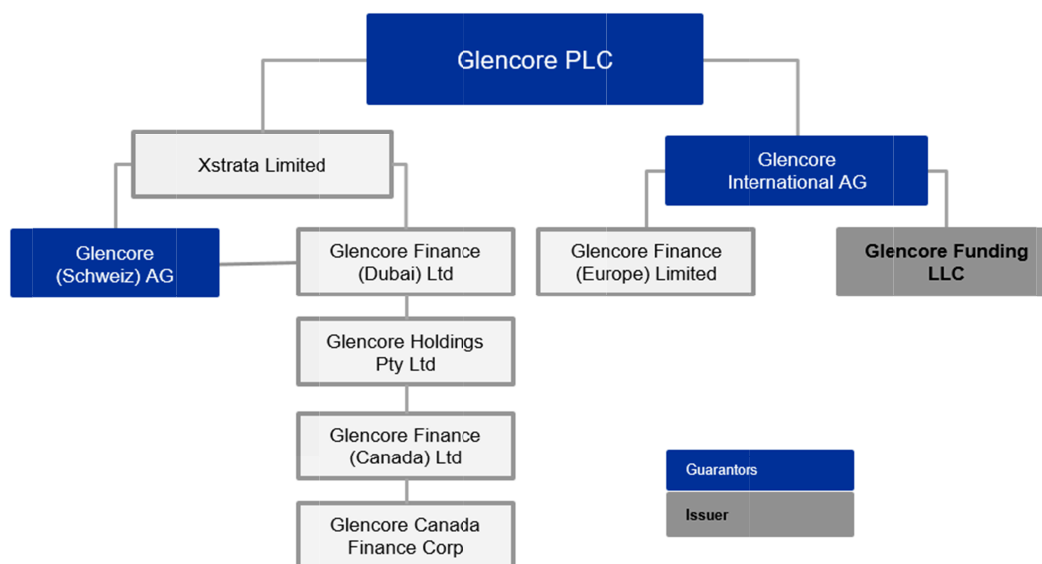 Glencore PLC
Xstrata Limited
Glencore
International AG
Glencore
(Schweiz) AG
Glencore Finance
(Dubai) Ltd
Glencore Finance
(Europe) Limited
Glencore Funding
LLC
Glencore Holdings
Pty Ltd
Glencore Finance
(Canada) Ltd
Glencore Canada
Finance Corp
Guarantors
Issuer